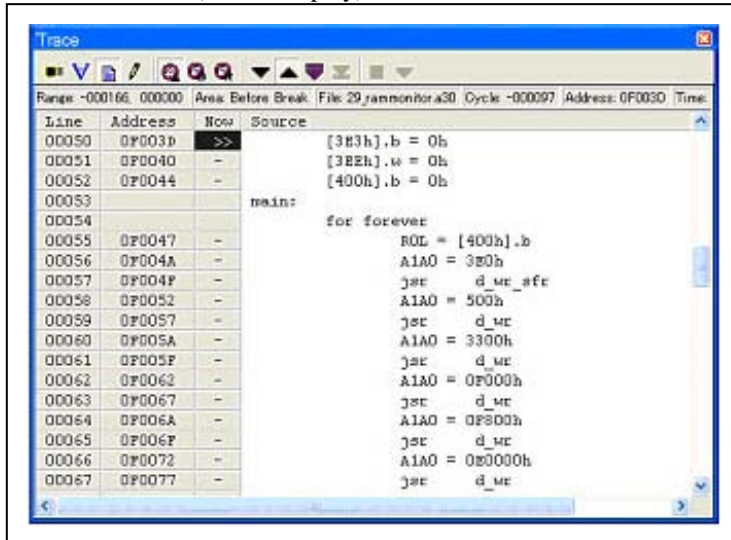 Trace
Range: -000166, 000000 Area: Before Break File: 29_rammonitor.a30 Cycle: -000097 Address: 0F003D Time:
Line Address Now Source
00050 0F003D >> [3E3h].b = 0h
00051 0F0040 - [3EEh].w = 0h
00052 0F0044 - [400h].b = 0h
00053 main:
00054 for forever
00055 0F0047 - ROL = [400h].b
00056 0F004A - A1A0 = 3E0h
00057 0F004F - jsr d_wr_sfr
00058 0F0052 - A1A0 = 500h
00059 0F0057 - jsr d_wr
00060 0F005A - A1A0 = 3300h
00061 0F005F - jsr d_wr
00062 0F0062 - A1A0 = 0F000h
00063 0F0067 - jsr d_wr
00064 0F006A - A1A0 = 0F800h
00065 0F006F - jsr d_wr
00066 0F0072 - A1A0 = 0E0000h
00067 0F0077 - jsr d_wr